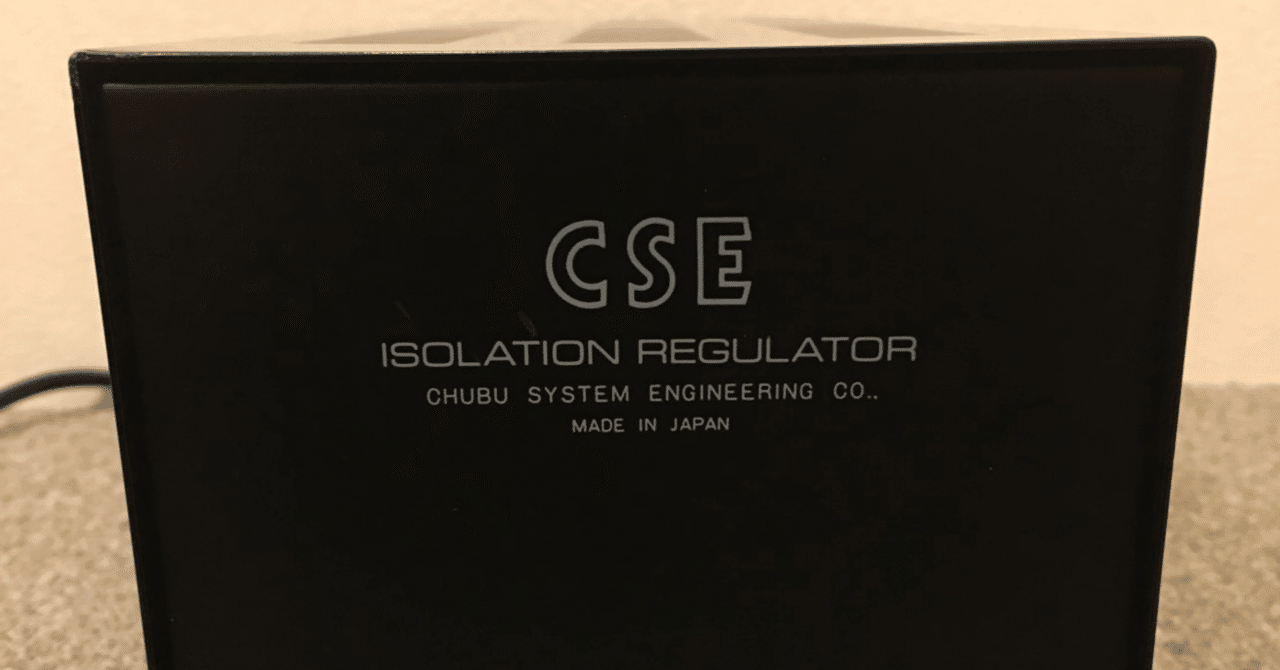 CSE
ISOLATION REGULATOR
CHUBU SYSTEM ENGINEERING CO..
MADE IN JAPAN